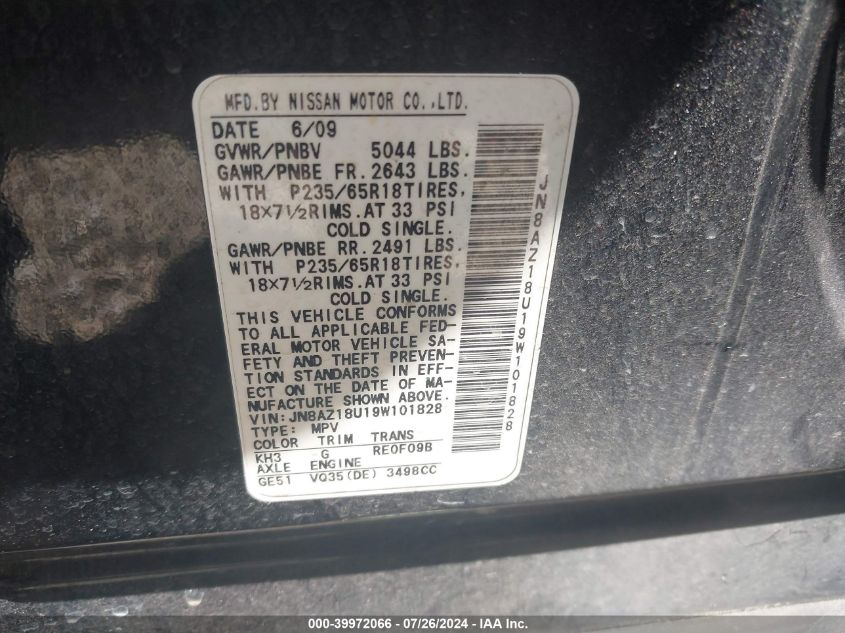 MFD.BY NISSAN MOTOR CO.,LTD.
DATE 6/09
GVWR/PNBV 5044 LBS.
GAWR/PNBE FR. 2643 LBS.
WITH P235/65R18TIRES,
18×7½RIMS.AT 33 PSI
COLD SINGLE.
GAWR/PNBE RR. 2491 LBS.
WITH P235/65R18TIRES,
18×7½RIMS.AT 33 PSI
COLD SINGLE.
THIS VEHICLE CONFORMS
TO ALL APPLICABLE FED-
ERAL MOTOR VEHICLE SA-
FETY AND THEFT PREVEN-
TION STANDARDS IN EFF-
ECT ON THE DATE OF MA-
NUFACTURE SHOWN ABOVE.
VIN:JN8AZ18U19W101828
TYPE: MPV
COLOR TRIM TRANS
KH3 G RE0F09B
AXLE ENGINE
GE51 VQ35(DE) 3498CC
JN8AZ18U19W101828
000-39972066 - 07/26/2024 - IAA Inc.